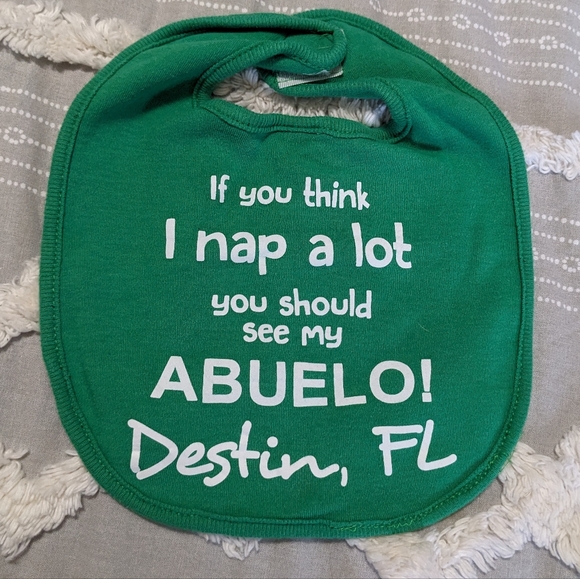 If you think
I nap a lot
you should
see my
ABUELO!
Destin, FL